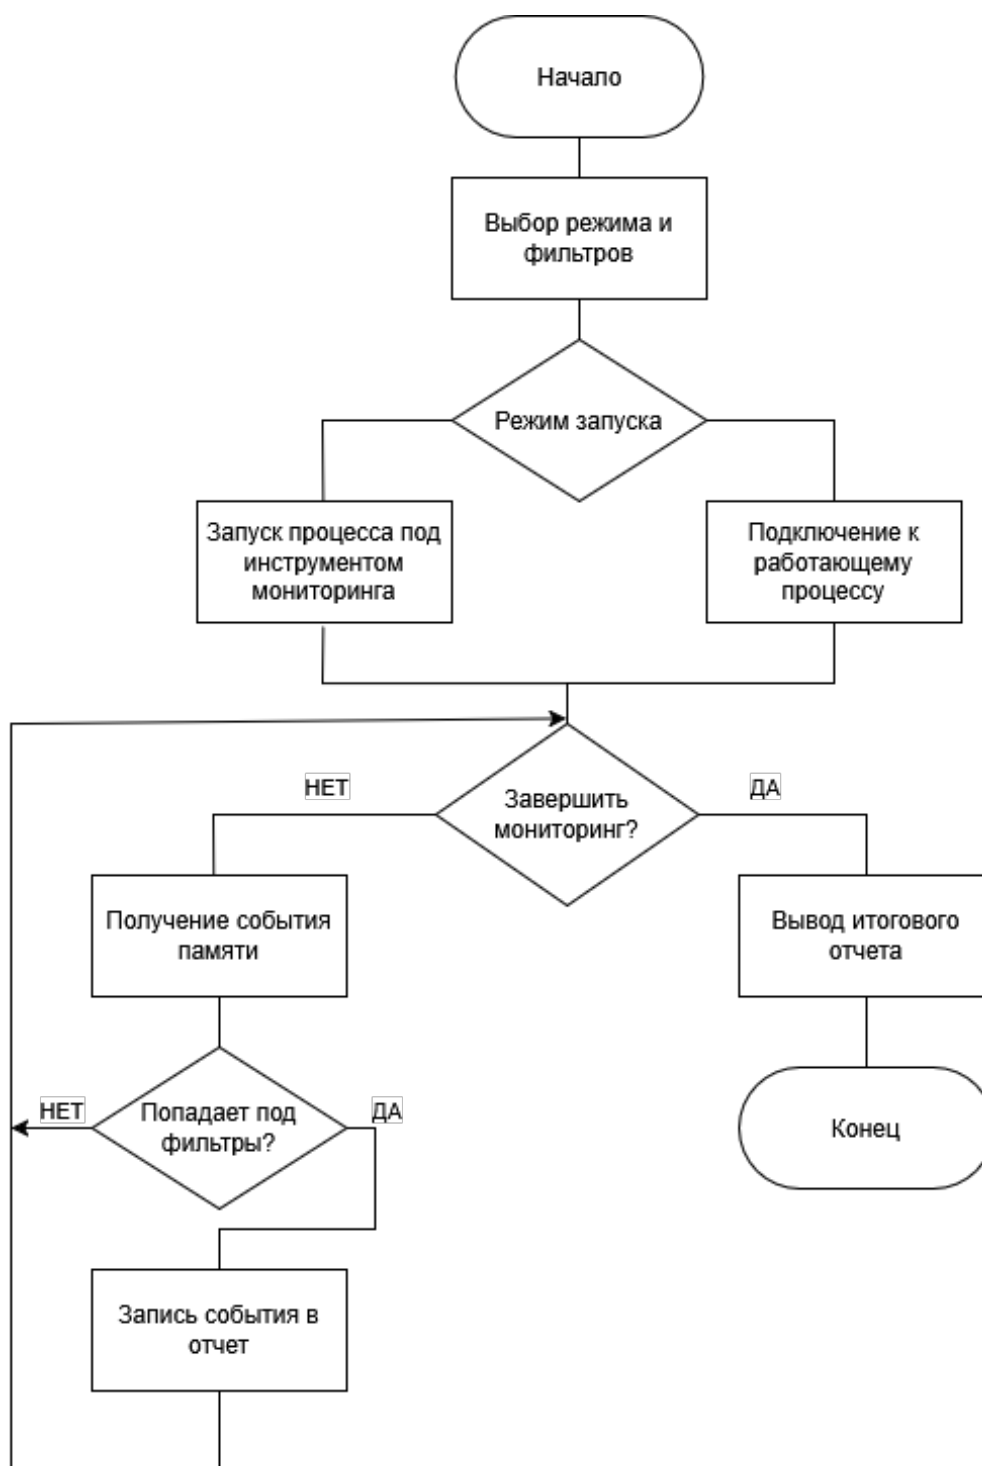 Начало
Выбор режима и
фильтров
Режим запуска
Запуск процесса под
инструментом
мониторинга
Подключение к
работающему
процессу
НЕТ
Завершить
мониторинг?
ДА
Получение события
памяти
Вывод итогового
отчета
НЕТ
Попадает под
фильтры?
ДА
Конец
Запись события в
отчет